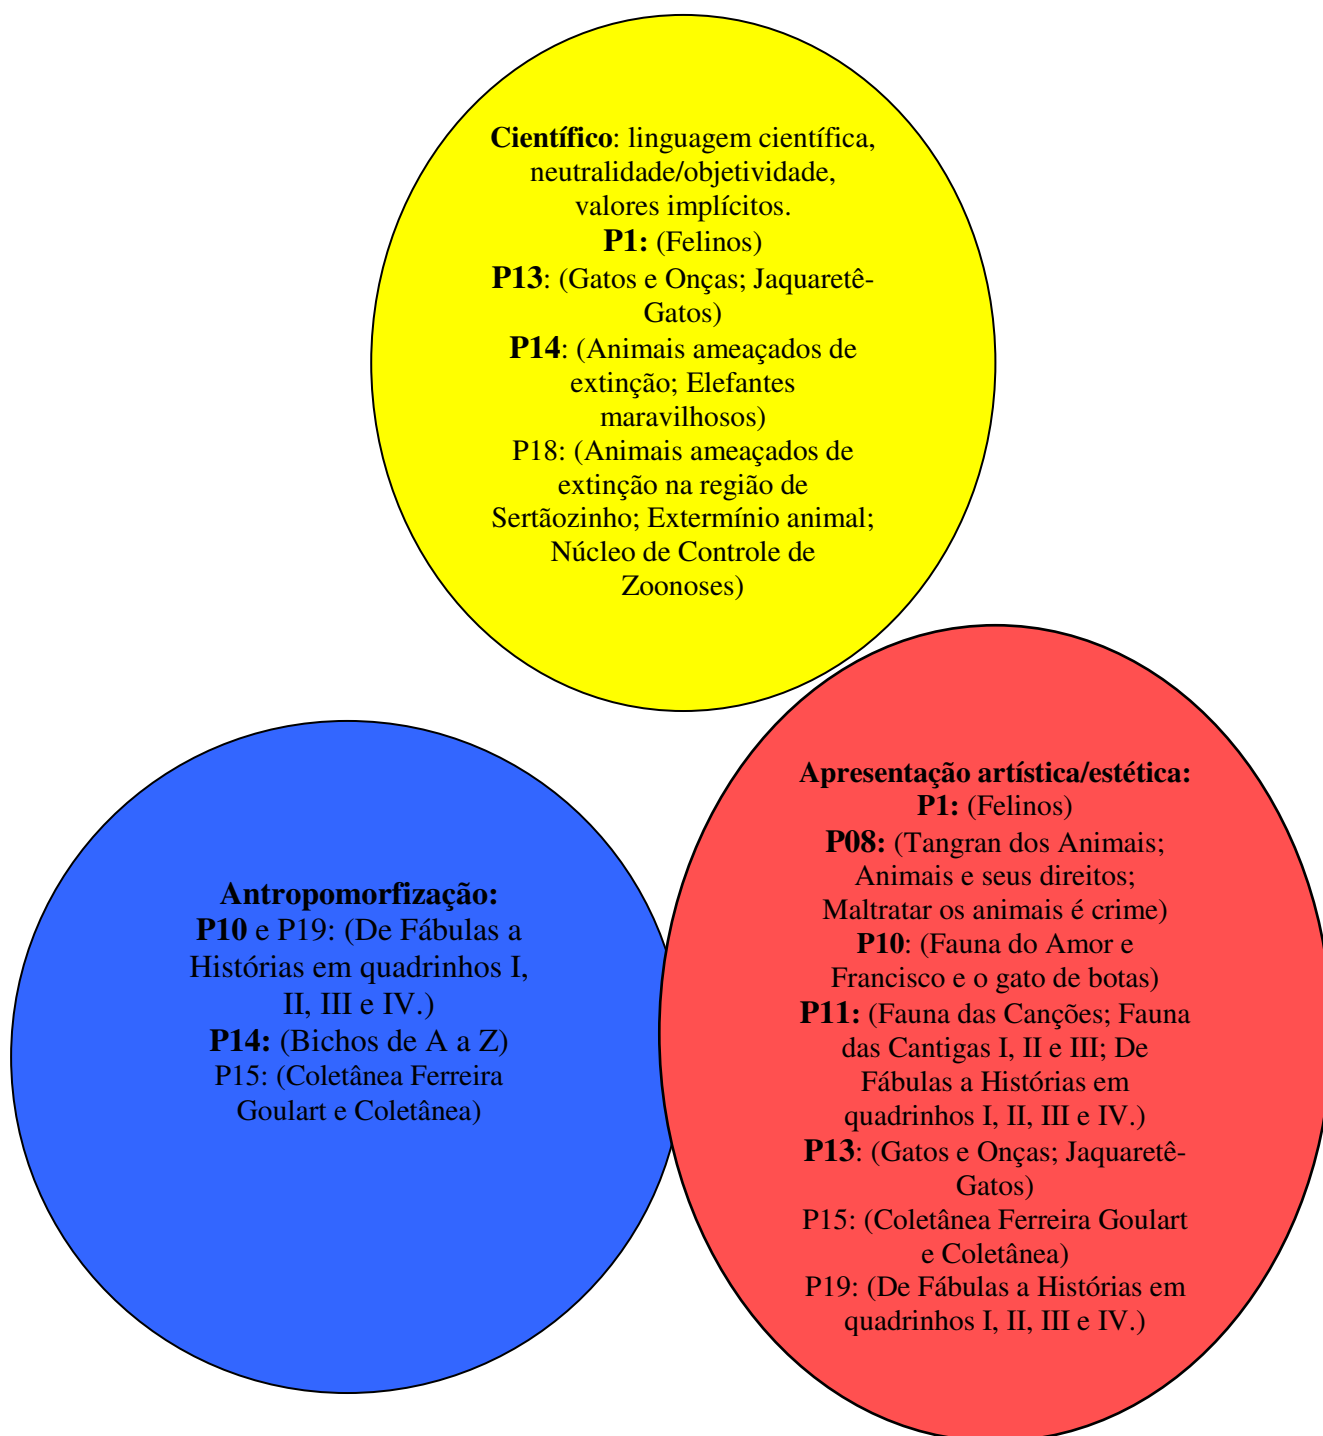 Científico: linguagem científica,
neutralidade/objetividade,
valores implícitos.
P1: (Felinos)
P13: (Gatos e Onças; Jaquaretê-
Gatos)
P14: (Animais ameaçados de
extinção; Elefantes
maravilhosos)
P18: (Animais ameaçados de
extinção na região de
Sertãozinho; Extermínio animal;
Núcleo de Controle de
Zoonoses)
Antropomorfização:
P10 e P19: (De Fábulas a
Histórias em quadrinhos I,
II, III e IV.)
P14: (Bichos de A a Z)
P15: (Coletânea Ferreira
Goulart e Coletânea)
Apresentação artística/estética:
P1: (Felinos)
P08: (Tangran dos Animais;
Animais e seus direitos;
Maltratar os animais é crime)
P10: (Fauna do Amor e
Francisco e o gato de botas)
P11: (Fauna das Canções; Fauna
das Cantigas I, II e III; De
Fábulas a Histórias em
quadrinhos I, II, III e IV.)
P13: (Gatos e Onças; Jaquaretê-
Gatos)
P15: (Coletânea Ferreira Goulart
e Coletânea)
P19: (De Fábulas a Histórias em
quadrinhos I, II, III e IV.)